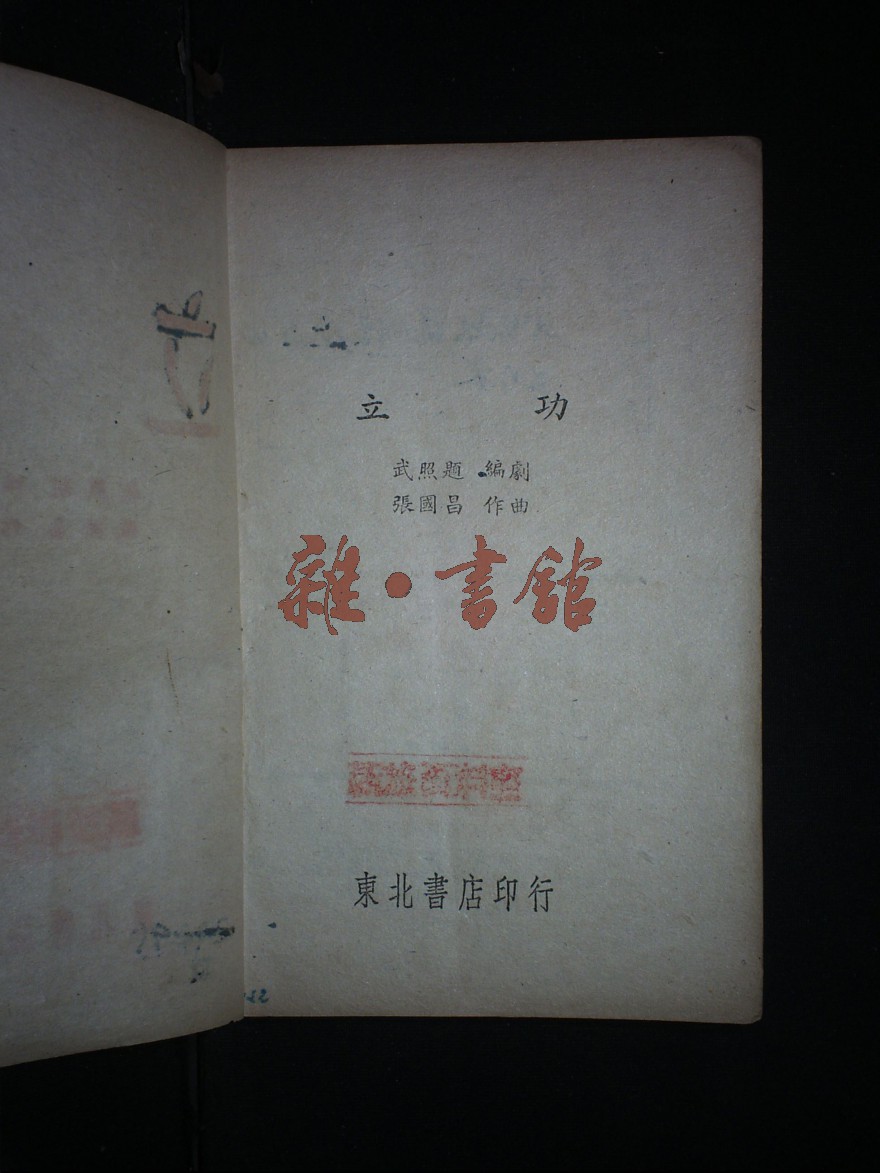 立功
武照題 編劇
張國昌 作曲
雜·書館
東北書店印行